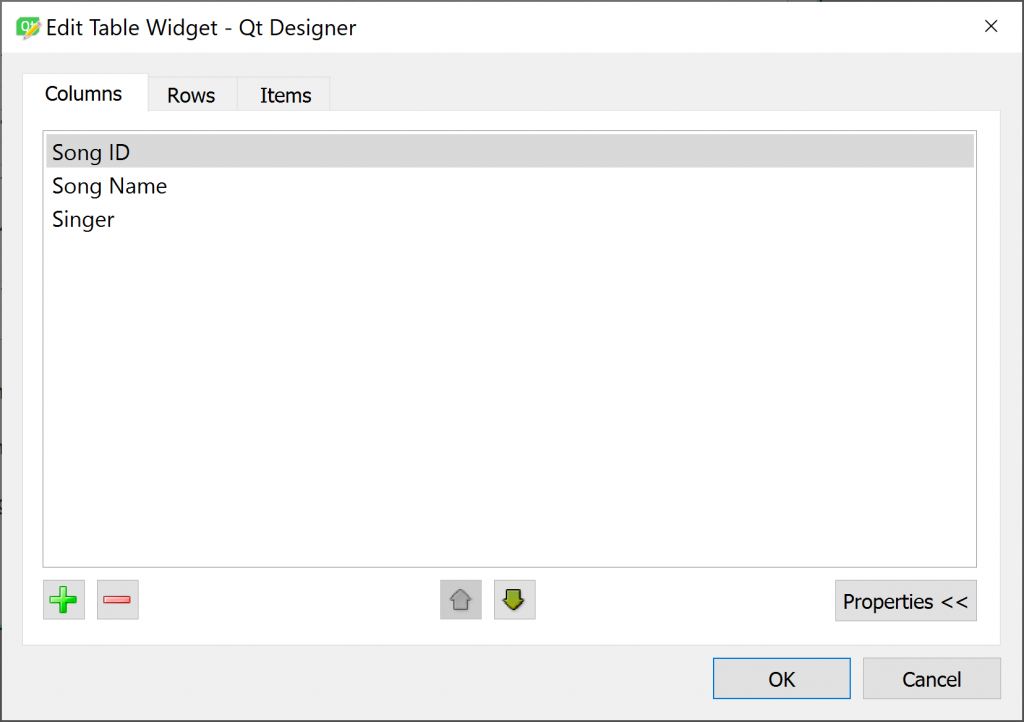 Edit Table Widget - Qt Designer
Columns Rows Items
Song ID
Song Name
Singer
Properties <<
OK Cancel